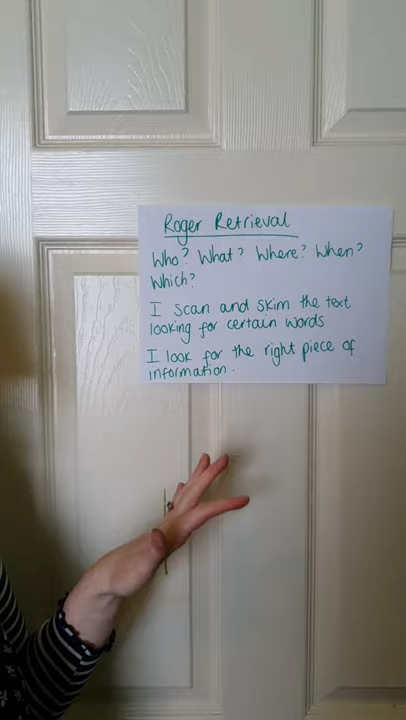 Roger Retrieval
Who? What? Where? When?
Which?
I scan and skim the text
looking for certain words
I look for the right piece of
information.